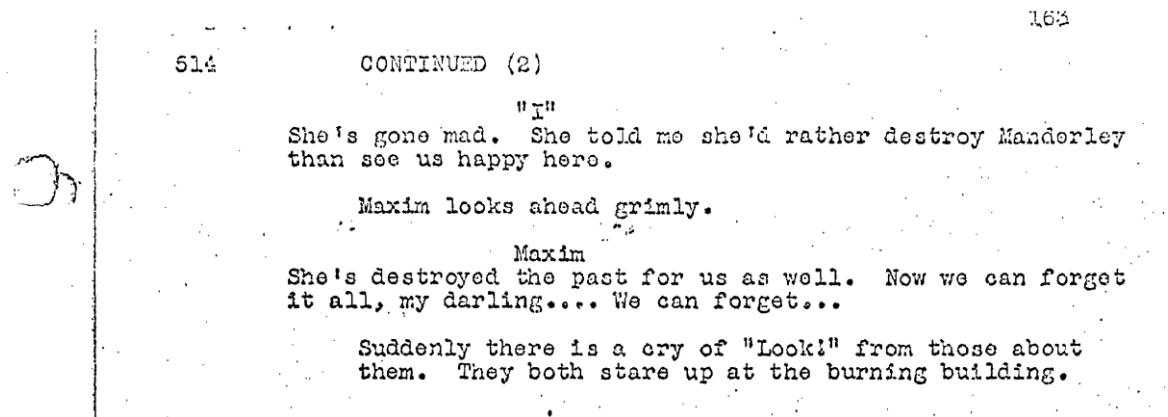 163
514 CONTINUED (2)
"I"
She's gone mad. She told me she'd rather destroy Manderley
than see us happy here.
Maxim looks ahead grimly.
Maxim
She's destroyed the past for us as well. Now we can forget
it all, my darling.... We can forget...
Suddenly there is a cry of "Look!" from those about
them. They both stare up at the burning building.